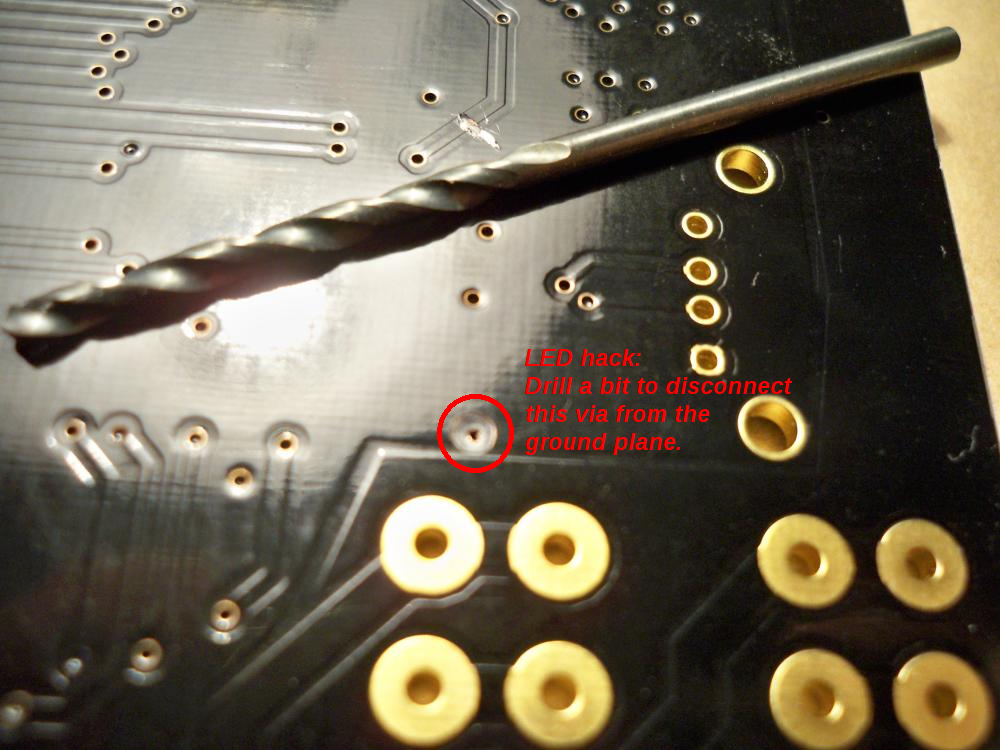 LED hack:
Drill a bit to disconnect
this via from the
ground plane.